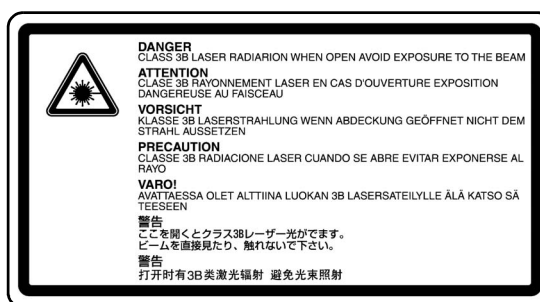 DANGER
CLASS 3B LASER RADIARION WHEN OPEN AVOID EXPOSURE TO THE BEAM
ATTENTION
CLASE 3B RAYONNEMENT LASER EN CAS D'OUVERTURE EXPOSITION
DANGEREUSE AU FAISCEAU
VORSICHT
KLASSE 3B LASERSTRAHLUNG WENN ABDECKUNG GEÖFFNET NICHT DEM
STRAHL AUSSETZEN
PRECAUTION
CLASSE 3B RADIACIONE LASER CUANDO SE ABRE EVITAR EXPONERSE AL
RAYO
VARO!
AVATTAESSA OLET ALTTIINA LUOKAN 3B LASERSATEILYLLE ÄLÄ KATSO SÄ
TEESEEN
警告
ここを開くとクラス3Bレーザー光がでます。
ビームを直接見たり、触れないで下さい。
警告
打开时有3B类激光辐射 避免光束照射